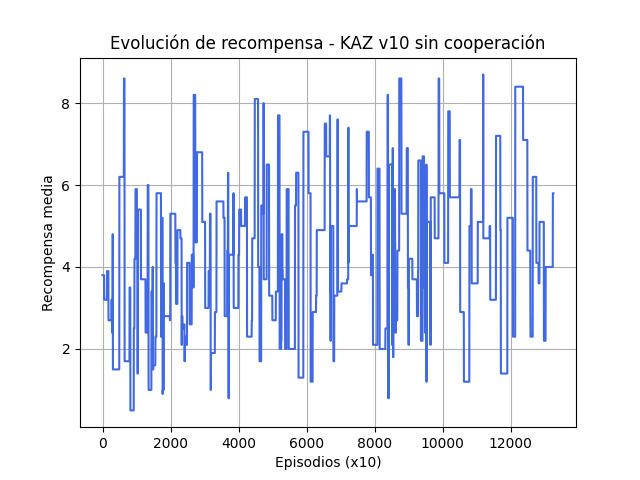 Evolución de recompensa - KAZ v10 sin cooperación
Recompensa media
8
6
4
2
0 2000 4000 6000 8000 10000 12000
Episodios (x10)